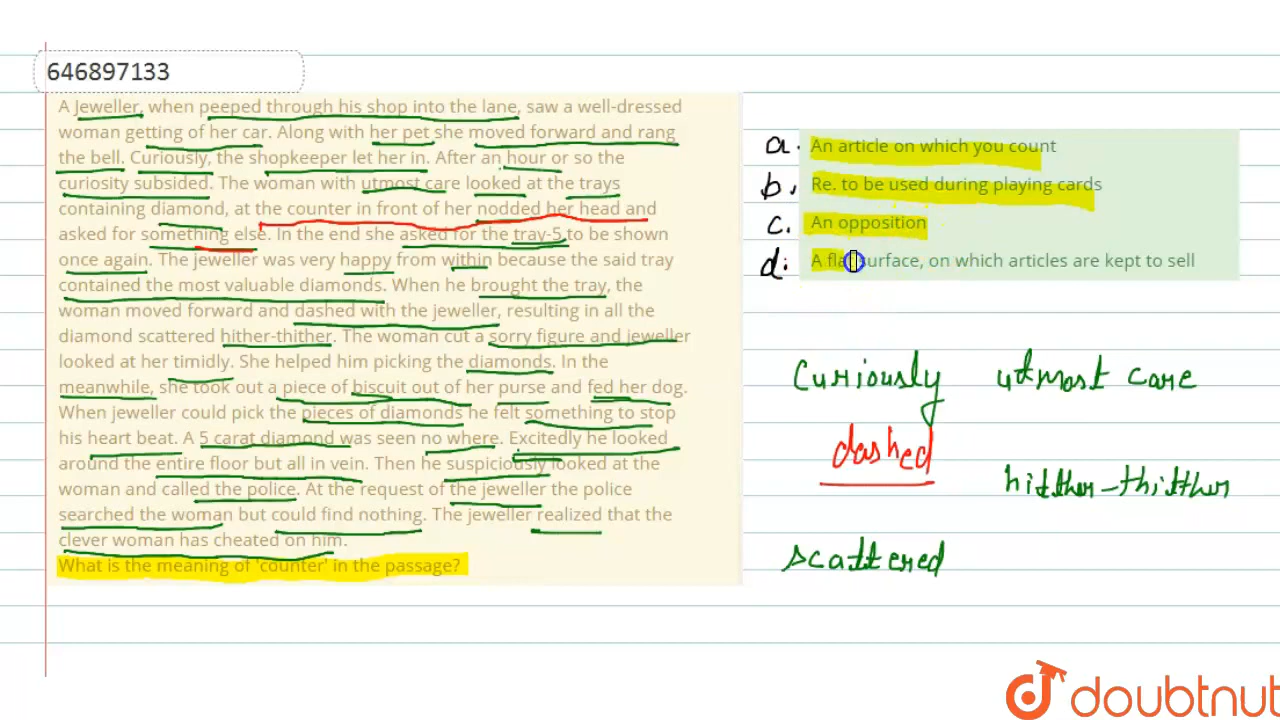 646897133
A Jeweller, when peeped through his shop into the lane, saw a well-dressed
woman getting of her car. Along with her pet she moved forward and rang
the bell. Curiously, the shopkeeper let her in. After an hour or so the
curiosity subsided. The woman with utmost care looked at the trays
containing diamond, at the counter in front of her nodded her head and
asked for something else. In the end she asked for the tray-5 to be shown
once again. The jeweller was very happy from within because the said tray
contained the most valuable diamonds. When he brought the tray, the
woman moved forward and dashed with the jeweller, resulting in all the
diamond scattered hither-thither. The woman cut a sorry figure and jeweller
looked at her timidly. She helped him picking the diamonds. In the
meanwhile, she took out a piece of biscuit out of her purse and fed her dog.
When jeweller could pick the pieces of diamonds he felt something to stop
his heart beat. A 5 carat diamond was seen no where. Excitedly he looked
around the entire floor but all in vein. Then he suspiciously looked at the
woman and called the police. At the request of the jeweller the police
searched the woman but could find nothing. The jeweller realized that the
clever woman has cheated on him.
What is the meaning of 'counter' in the passage?
a. An article on which you count
b. Re. to be used during playing cards
c. An opposition
d. A flat surface, on which articles are kept to sell
Curiously utmost care
dashed
hitther-thitther
scattered
doubtnut